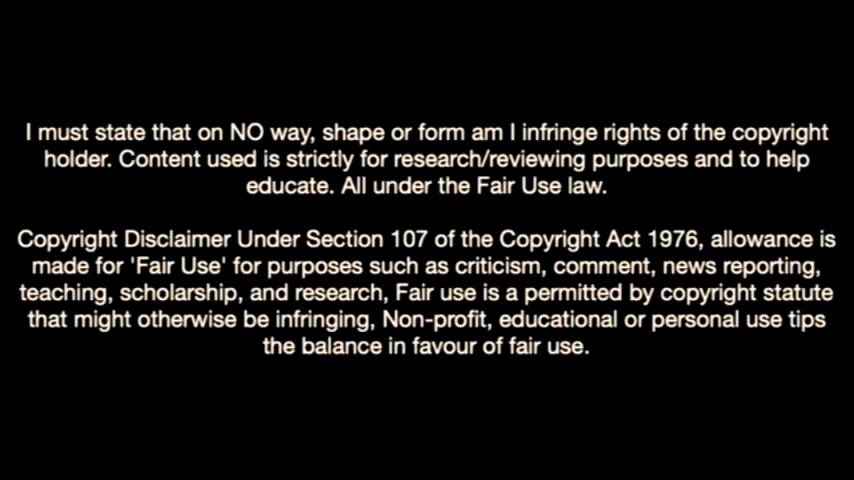 I must state that on NO way, shape or form am I infringe rights of the copyright
holder. Content used is strictly for research/reviewing purposes and to help
educate. All under the Fair Use law.
Copyright Disclaimer Under Section 107 of the Copyright Act 1976, allowance is
made for 'Fair Use' for purposes such as criticism, comment, news reporting,
teaching, scholarship, and research, Fair use is a permitted by copyright statute
that might otherwise be infringing, Non-profit, educational or personal use tips
the balance in favour of fair use.